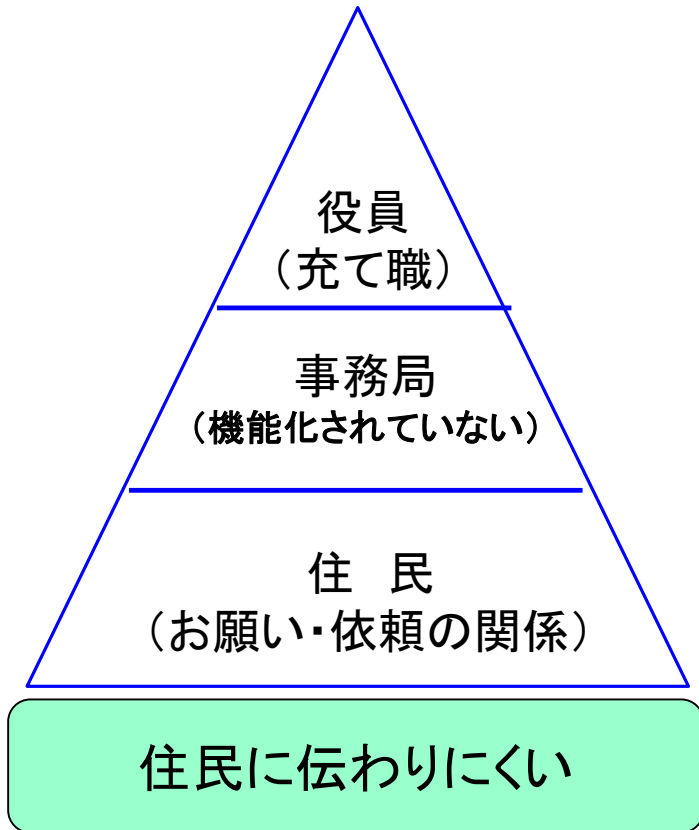 役員
（充て職）
事務局
（機能化されていない）
住　民
（お願い・依頼の関係）
住民に伝わりにくい